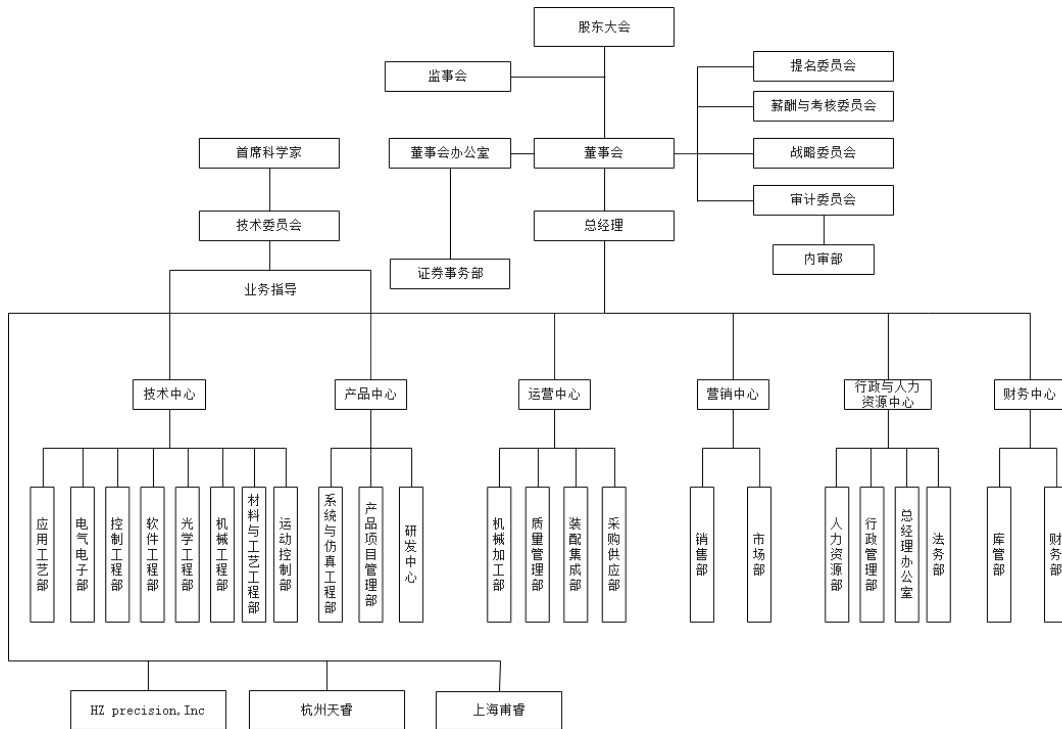 股东大会
监事会
提名委员会
薪酬与考核委员会
首席科学家
董事会办公室
董事会
战略委员会
审计委员会
技术委员会
总经理
证券事务部
内审部
业务指导
技术中心
产品中心
运营中心
营销中心
行政与人力
资源中心
财务中心
应用工艺部
电气电子部
控制工程部
软件工程部
光学工程部
机械工程部
材料与工艺工程部
运动控制部
系统与仿真工程部
产品项目管理部
研发中心
机械加工部
质量管理部
装配集成部
采购供应部
销售部
市场部
人力资源部
行政管理部
总经理办公室
法务部
库管部
财务部
HZ precision,Inc
杭州天睿
上海甫睿